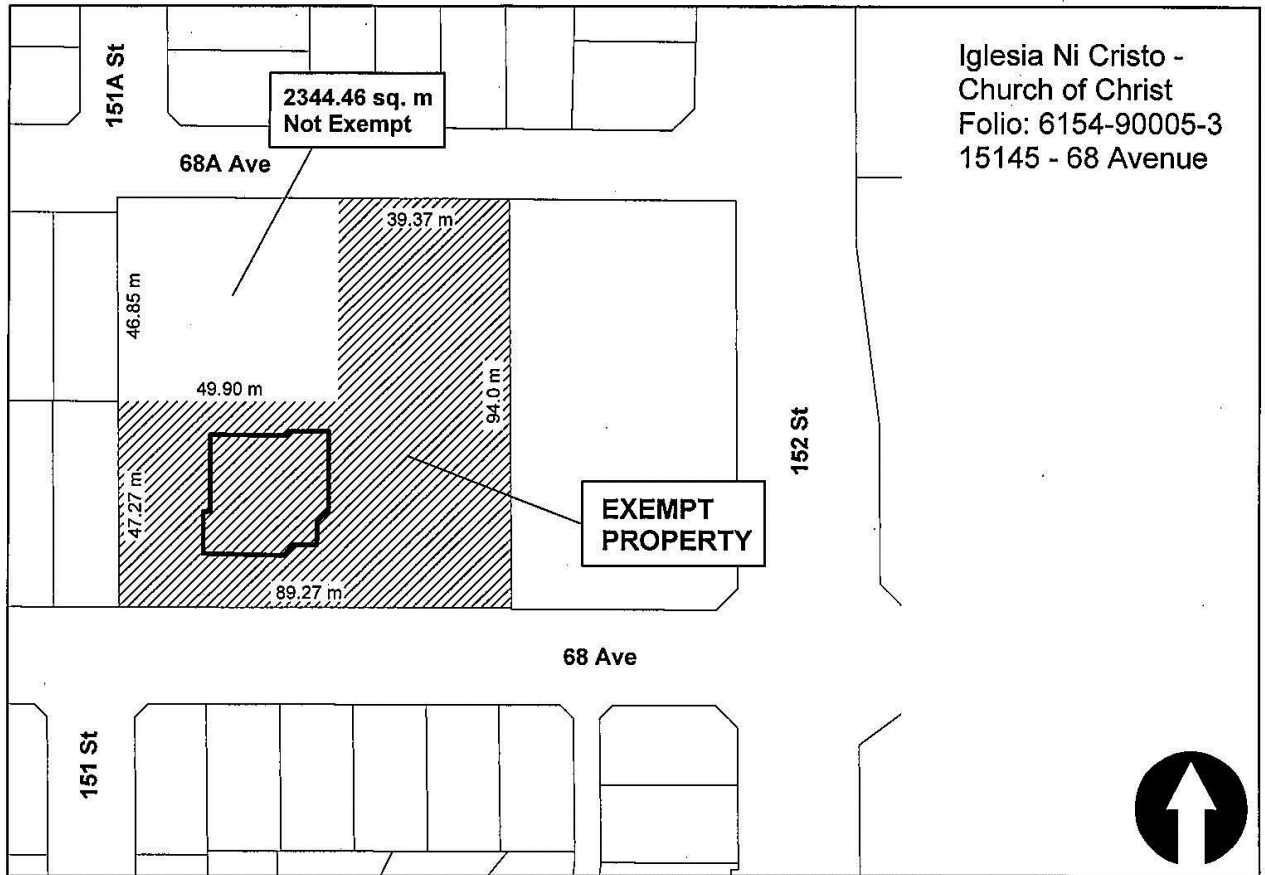 Iglesia Ni Cristo -
Church of Christ
Folio: 6154-90005-3
15145 - 68 Avenue
151A St
2344.46 sq. m
Not Exempt
68A Ave
39.37 m
46.85 m
49.90 m
94.0 m
152 St
47.27 m
EXEMPT
PROPERTY
89.27 m
68 Ave
151 St